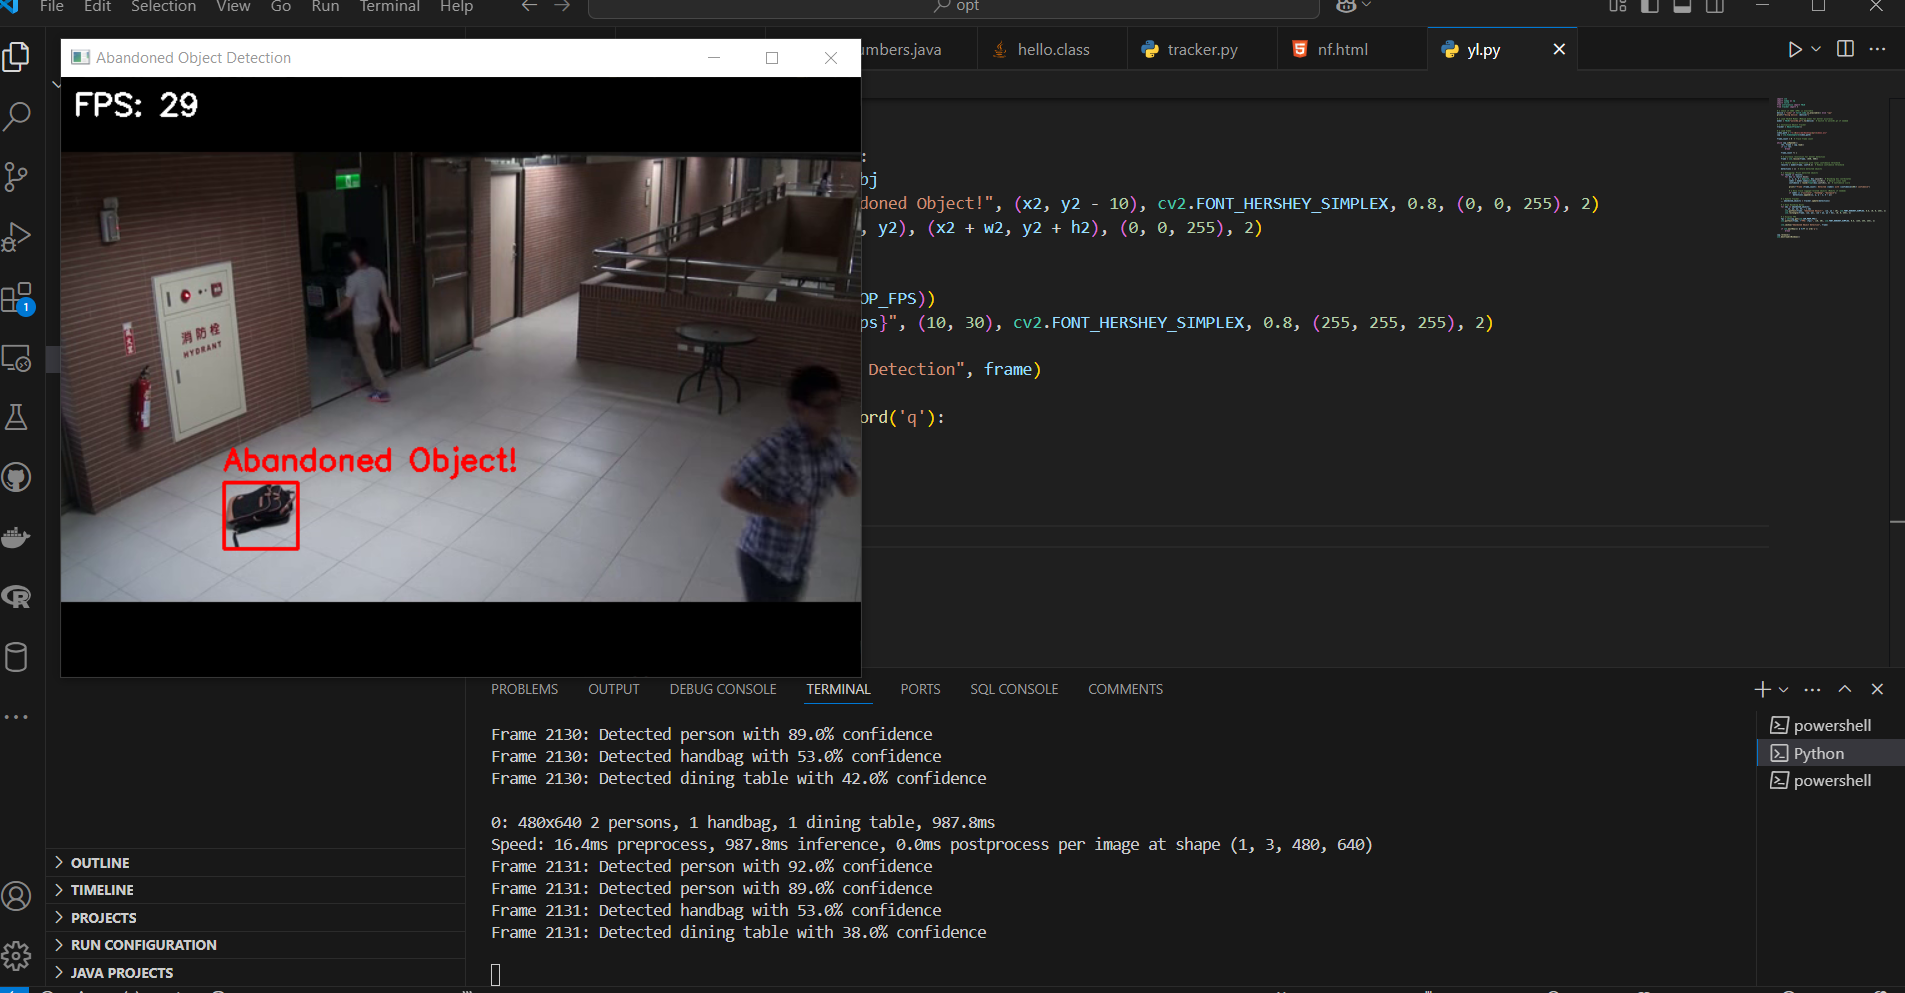 File Edit Selection View Go Run Terminal Help
opt
umbers.java hello.class tracker.py nf.html yl.py
Abandoned Object Detection
FPS: 29
消防栓
HYDRANT
Abandoned Object!
:
bj
doned Object!", (x2, y2 - 10), cv2.FONT_HERSHEY_SIMPLEX, 0.8, (0, 0, 255), 2)
, y2), (x2 + w2, y2 + h2), (0, 0, 255), 2)
OP_FPS))
ps}", (10, 30), cv2.FONT_HERSHEY_SIMPLEX, 0.8, (255, 255, 255), 2)
Detection", frame)
ord('q'):
1
PROBLEMS OUTPUT DEBUG CONSOLE TERMINAL PORTS SQL CONSOLE COMMENTS
Frame 2130: Detected person with 89.0% confidence
Frame 2130: Detected handbag with 53.0% confidence
Frame 2130: Detected dining table with 42.0% confidence
0: 480x640 2 persons, 1 handbag, 1 dining table, 987.8ms
Speed: 16.4ms preprocess, 987.8ms inference, 0.0ms postprocess per image at shape (1, 3, 480, 640)
Frame 2131: Detected person with 92.0% confidence
Frame 2131: Detected person with 89.0% confidence
Frame 2131: Detected handbag with 53.0% confidence
Frame 2131: Detected dining table with 38.0% confidence
powershell
Python
powershell
OUTLINE
TIMELINE
PROJECTS
RUN CONFIGURATION
JAVA PROJECTS